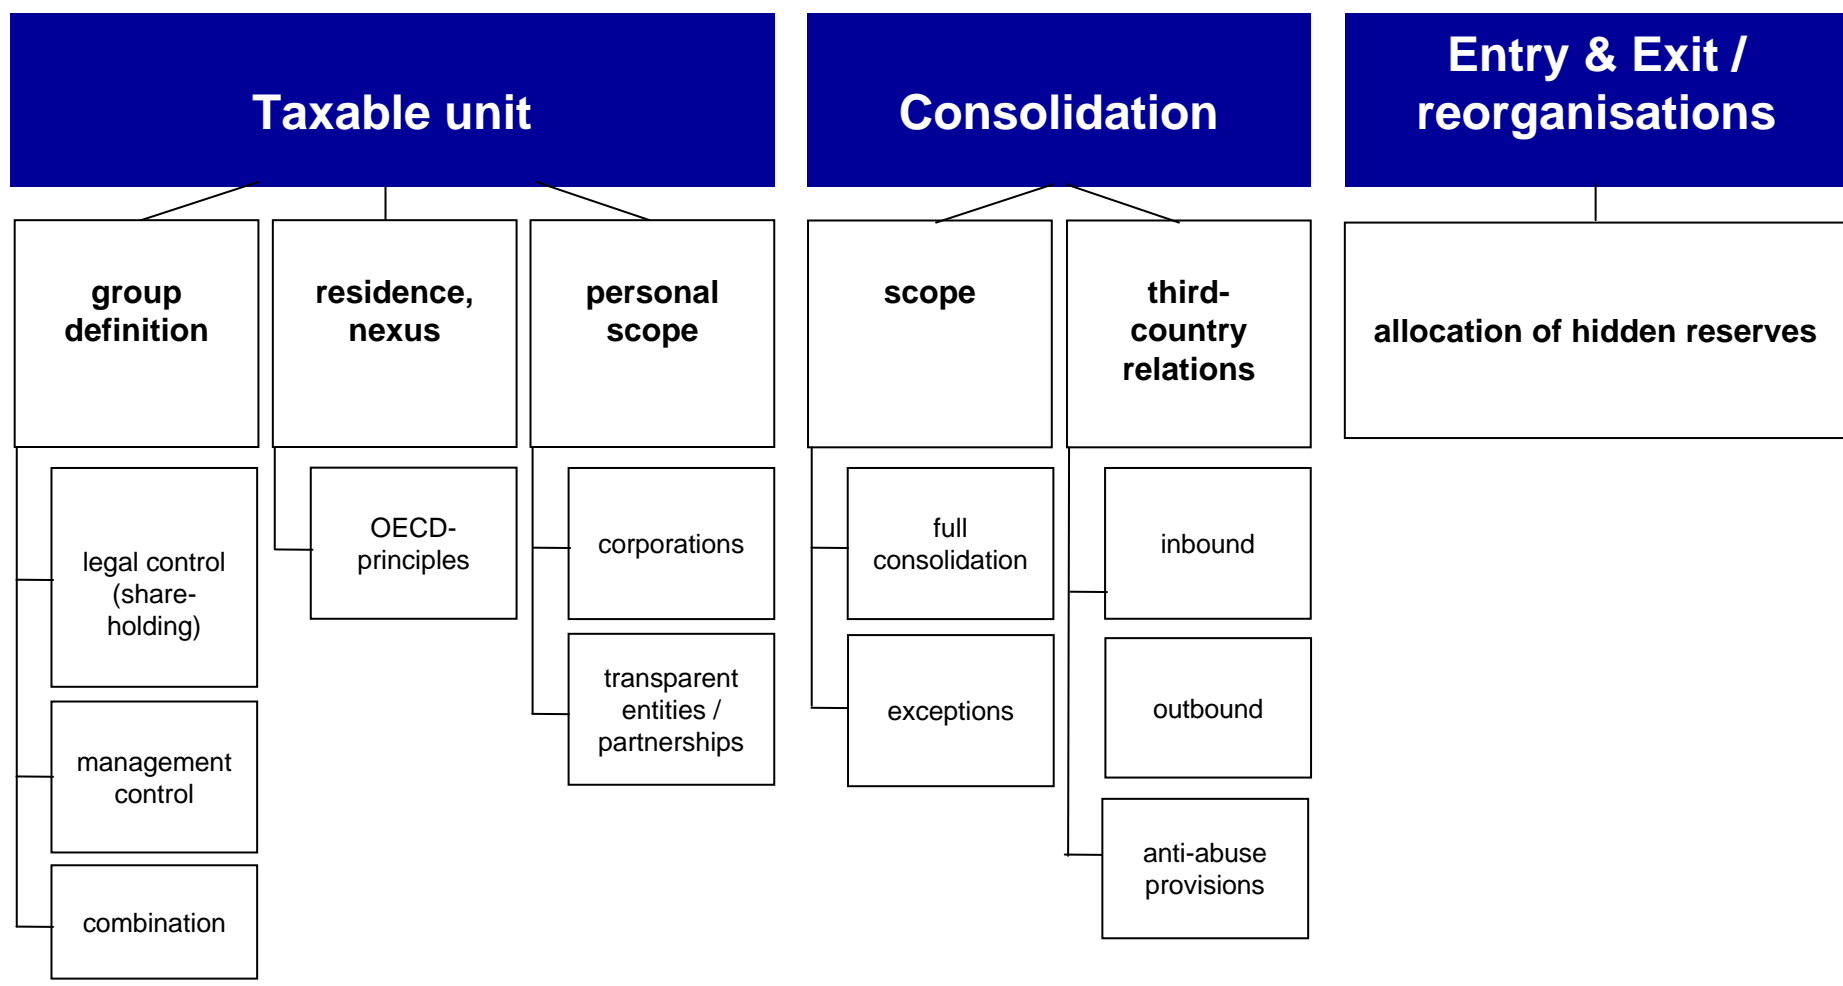 Taxable unit
Consolidation
Entry & Exit /
reorganisations
group
definition
residence,
nexus
personal
scope
scope
third-
country
relations
allocation of hidden reserves
legal control
(share-
holding)
management
control
combination
OECD-
principles
corporations
transparent
entities /
partnerships
full
consolidation
exceptions
inbound
outbound
anti-abuse
provisions